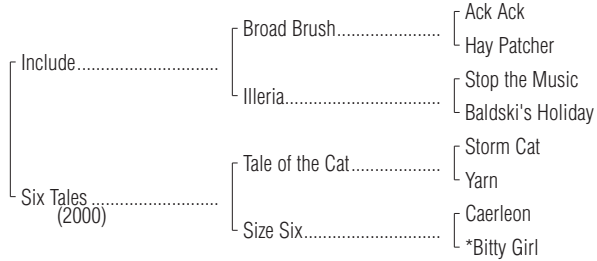 Ack Ack
Broad Brush........................
Hay Patcher
Include................................
Stop the Music
Illeria....................................
Baldski's Holiday
Storm Cat
Tale of the Cat.....................
Yarn
Six Tales.............................
(2000)
Caerleon
Size Six................................
*Bitty Girl